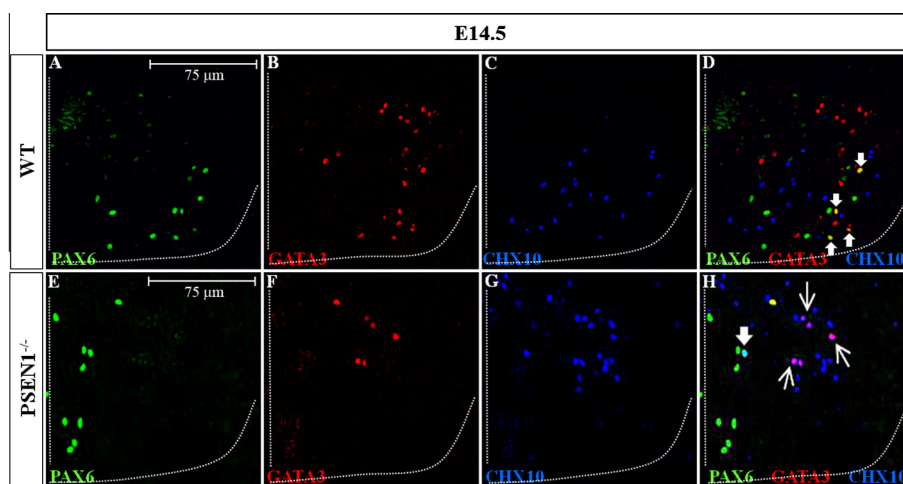 E14.5
WT
A
75 μm
PAX6
B
GATA3
C
CHX10
D
PAX6 GATA3 CHX10
PSEN1-/-
E
75 μm
PAX6
F
GATA3
G
CHX10
H
PAX6 GATA3 CHX10